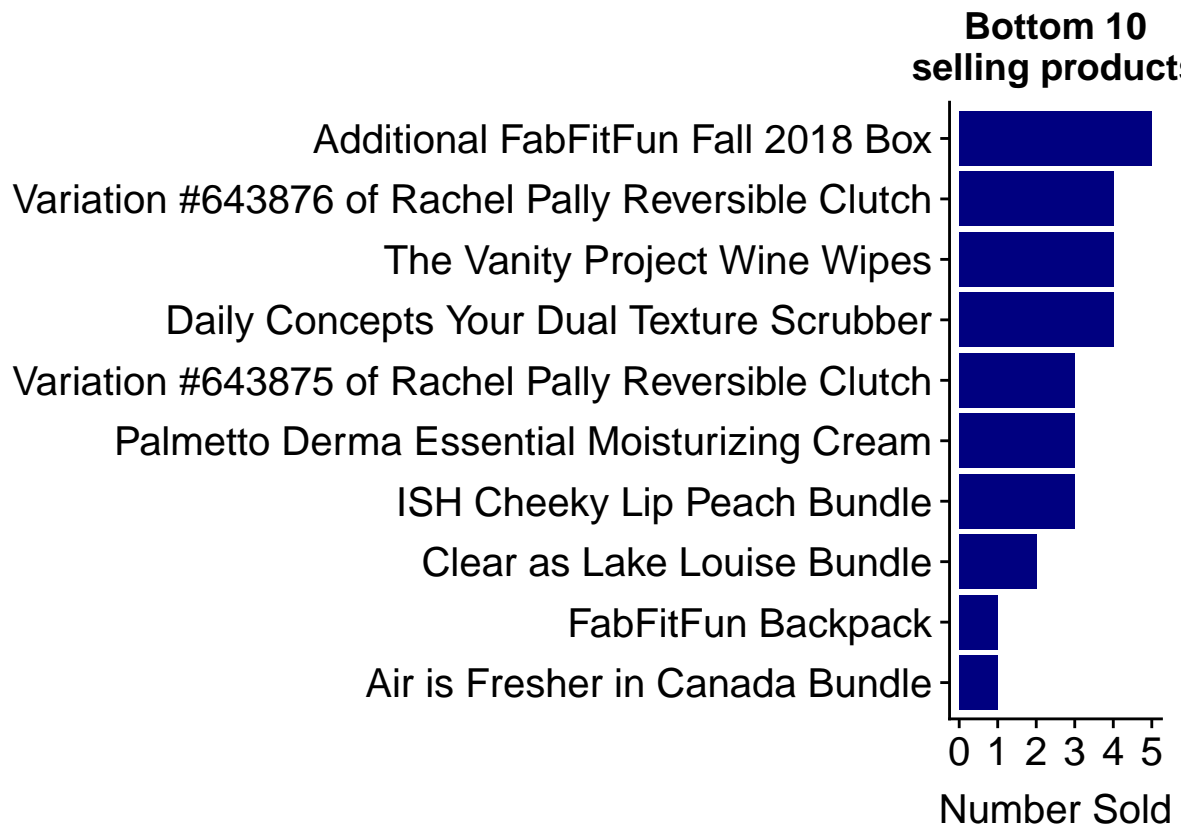 Bottom 10
selling products
Additional FabFitFun Fall 2018 Box
Variation #643876 of Rachel Pally Reversible Clutch
The Vanity Project Wine Wipes
Daily Concepts Your Dual Texture Scrubber
Variation #643875 of Rachel Pally Reversible Clutch
Palmetto Derma Essential Moisturizing Cream
ISH Cheeky Lip Peach Bundle
Clear as Lake Louise Bundle
FabFitFun Backpack
Air is Fresher in Canada Bundle
0 1 2 3 4 5
Number Sold